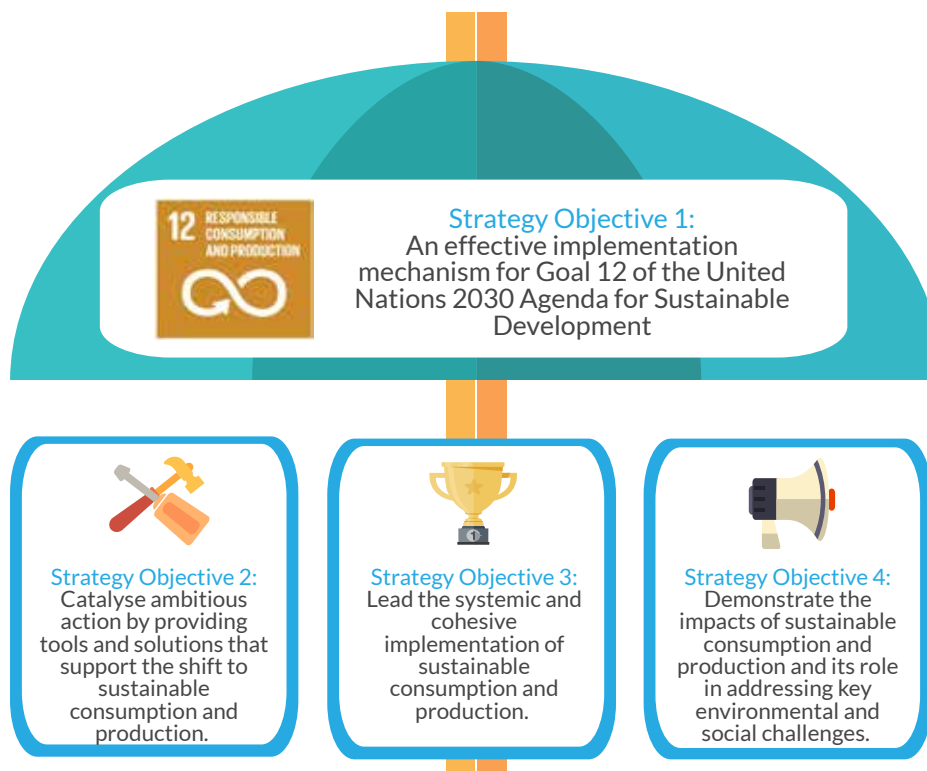 12 RESPONSIBLE
CONSUMPTION
AND PRODUCTION
Strategy Objective 1:
An effective implementation
mechanism for Goal 12 of the United
Nations 2030 Agenda for Sustainable
Development
Strategy Objective 2:
Catalyse ambitious
action by providing
tools and solutions that
support the shift to
sustainable
consumption and
production.
1
Strategy Objective 3:
Lead the systemic and
cohesive
implementation of
sustainable
consumption and
production.
Strategy Objective 4:
Demonstrate the
impacts of sustainable
consumption and
production and its role
in addressing key
environmental and
social challenges.